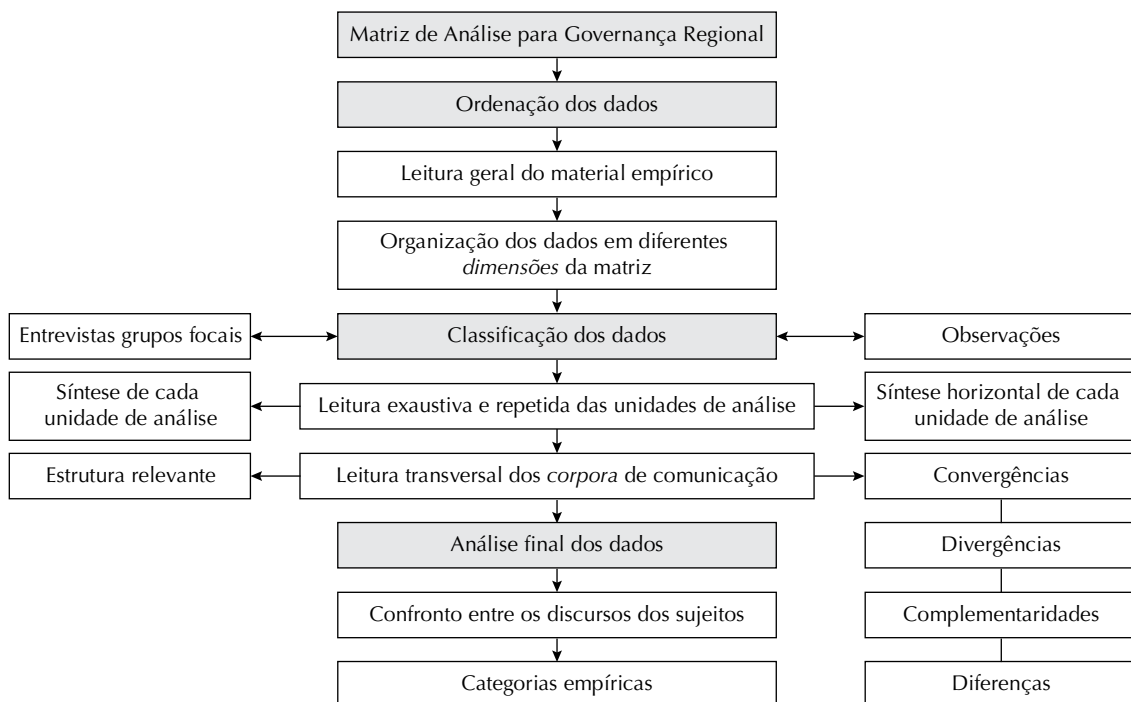 Matriz de Análise para Governança Regional
Ordenação dos dados
Leitura geral do material empírico
Organização dos dados em diferentes
dimensões da matriz
Entrevistas grupos focais
Classificação dos dados
Observações
Síntese de cada
unidade de análise
Leitura exaustiva e repetida das unidades de análise
Síntese horizontal de cada
unidade de análise
Estrutura relevante
Leitura transversal dos corpora de comunicação
Convergências
Análise final dos dados
Divergências
Confronto entre os discursos dos sujeitos
Complementaridades
Categorias empíricas
Diferenças